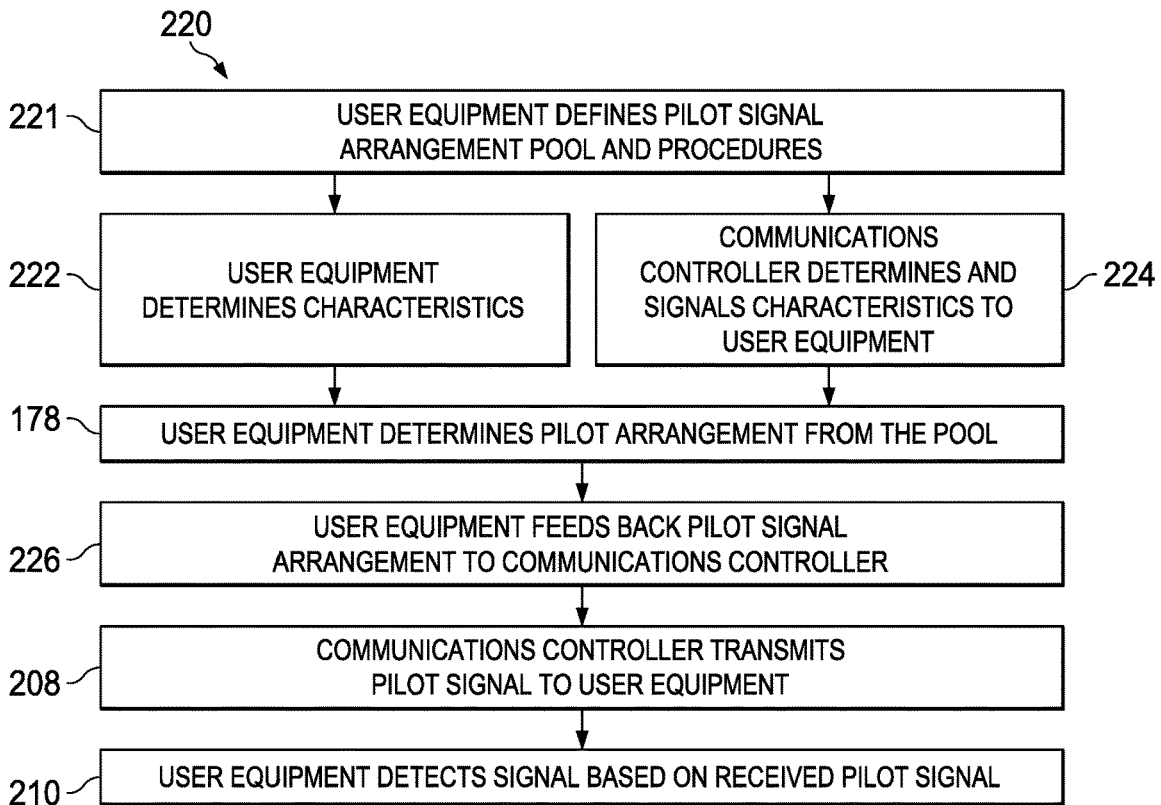 220
221
USER EQUIPMENT DEFINES PILOT SIGNAL
ARRANGEMENT POOL AND PROCEDURES
222
USER EQUIPMENT
DETERMINES CHARACTERISTICS
COMMUNICATIONS
CONTROLLER DETERMINES AND
SIGNALS CHARACTERISTICS TO
USER EQUIPMENT
224
178
USER EQUIPMENT DETERMINES PILOT ARRANGEMENT FROM THE POOL
226
USER EQUIPMENT FEEDS BACK PILOT SIGNAL
ARRANGEMENT TO COMMUNICATIONS CONTROLLER
208
COMMUNICATIONS CONTROLLER TRANSMITS
PILOT SIGNAL TO USER EQUIPMENT
210
USER EQUIPMENT DETECTS SIGNAL BASED ON RECEIVED PILOT SIGNAL